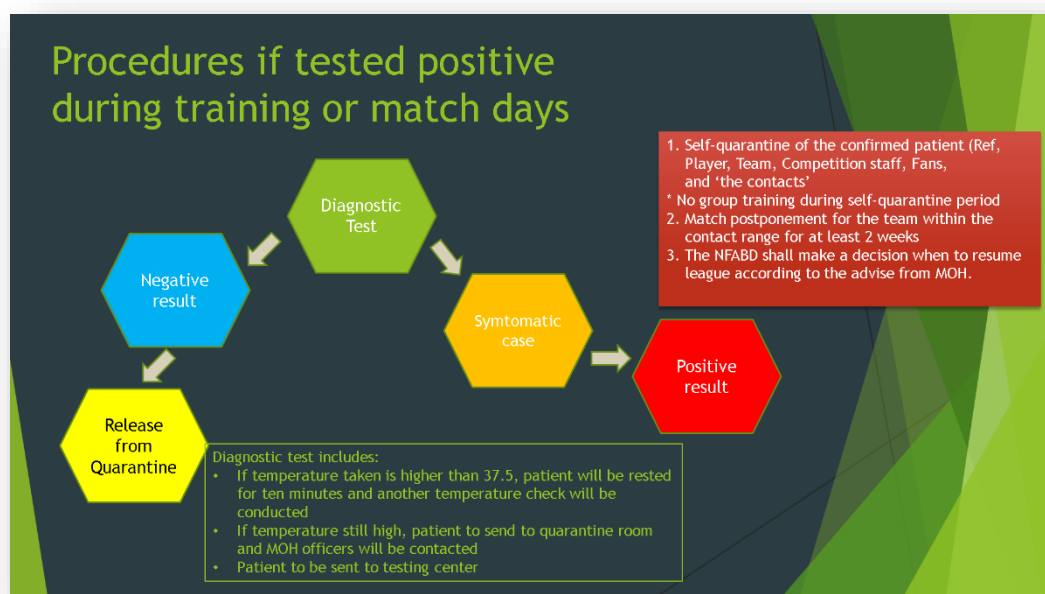 Procedures if tested positive
during training or match days
1. Self-quarantine of the confirmed patient (Ref,
Player, Team, Competition staff, Fans,
and ‘the contacts’
* No group training during self-quarantine period
2. Match postponement for the team within the
contact range for at least 2 weeks
3. The NFABD shall make a decision when to resume
league according to the advise from MOH.
Diagnostic
Test
Negative
result
Symtomatic
case
Positive
result
Release
from
Quarantine
Diagnostic test includes:
• If temperature taken is higher than 37.5, patient will be rested
for ten minutes and another temperature check will be
conducted
• If temperature still high, patient to send to quarantine room
and MOH officers will be contacted
• Patient to be sent to testing center